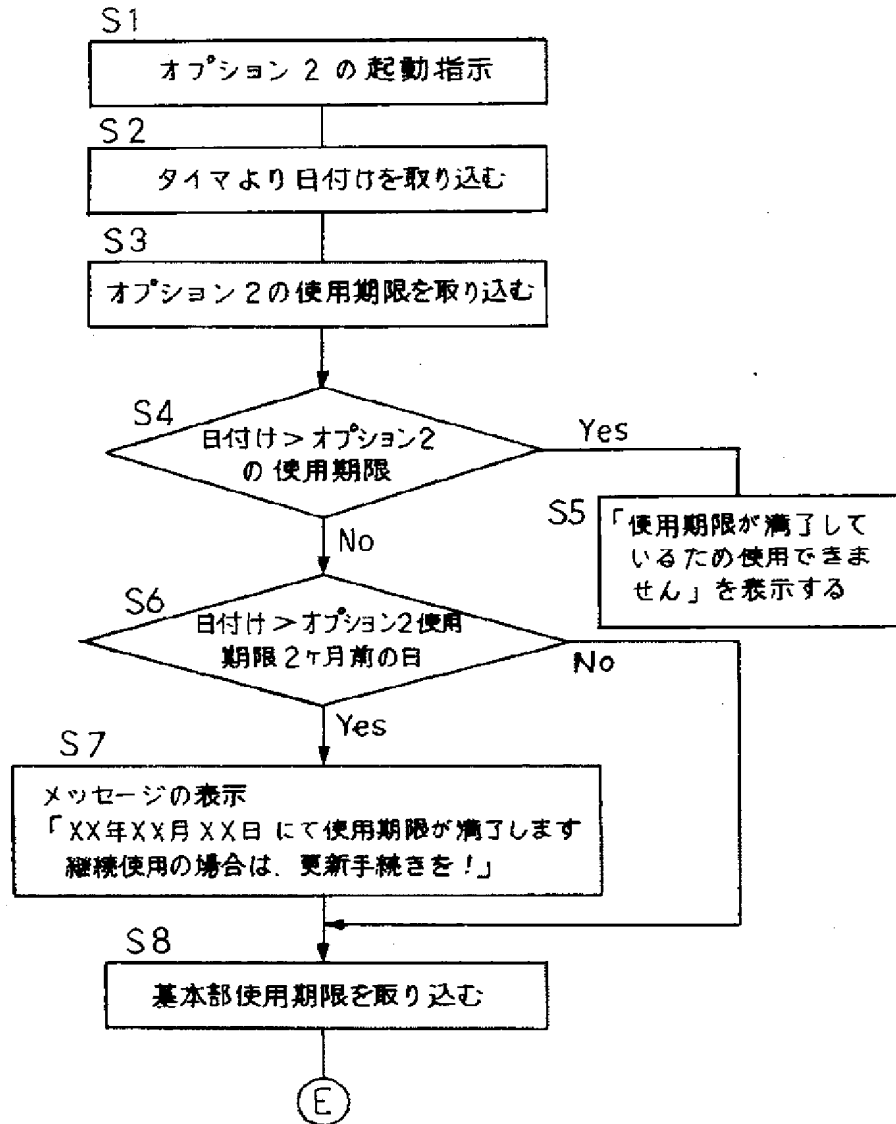 S1
オプション2の起動指示
S2
タイマより日付けを取り込む
S3
オプション2の使用期限を取り込む
S4
日付け>オプション2
の使用期限
Yes
No
S5
「使用期限が満了して
いるため使用できま
せん」を表示する
S6
日付け>オプション2使用
期限2ヶ月前の日
No
Yes
S7
メッセージの表示
「XX年XX月XX日にて使用期限が満了します
継続使用の場合は、更新手続きを!」
S8
基本部使用期限を取り込む
E